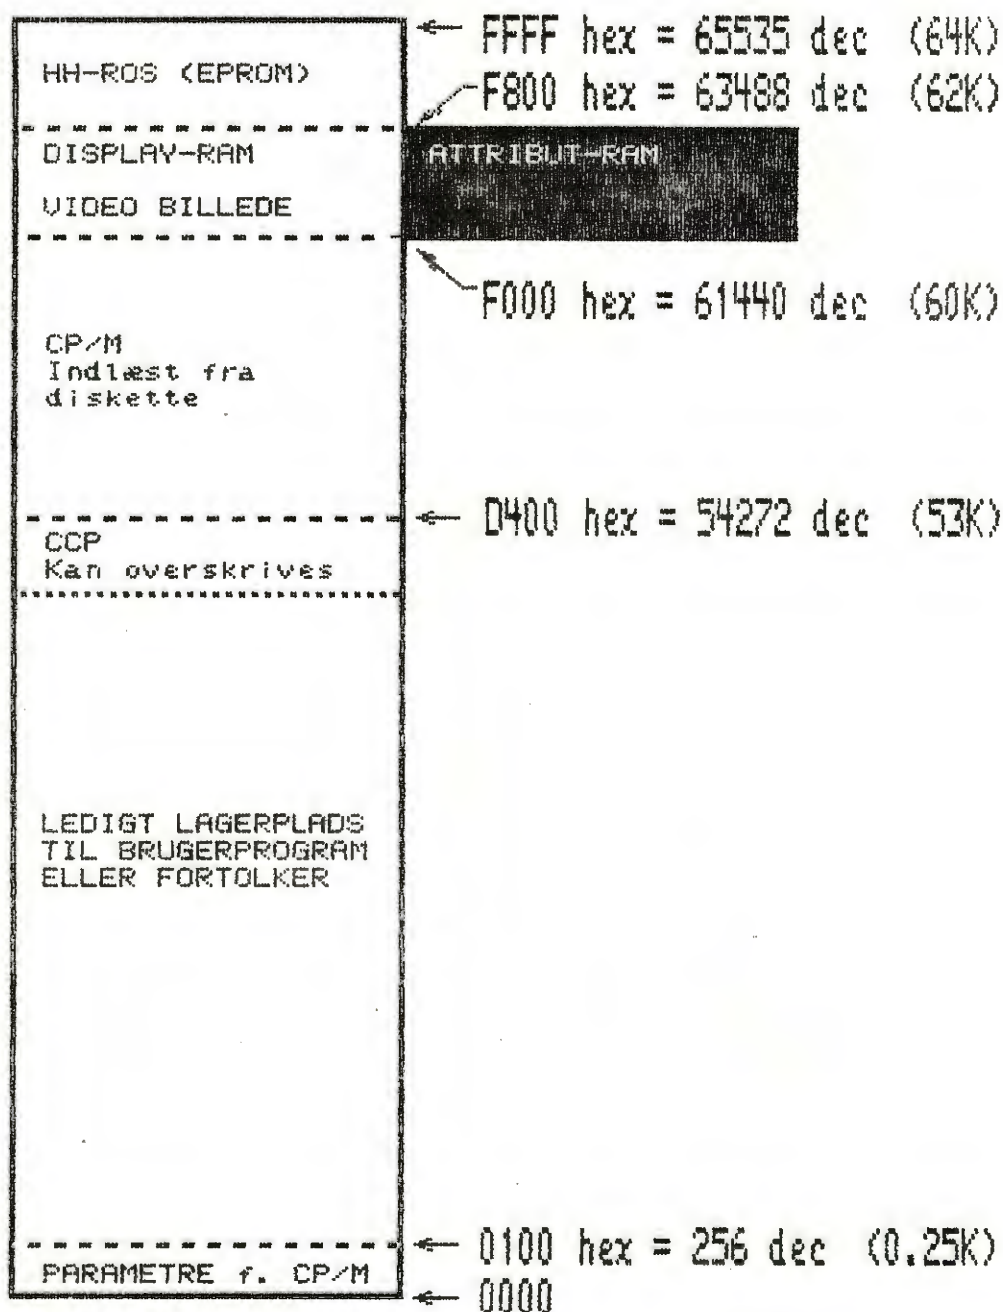 FFFF hex = 65535 dec (64K)
HH-ROS (EPROM)
F800 hex = 63488 dec (62K)
DISPLAY-RAM
ATTRIBUT-RAM
VIDEO BILLEDE
F000 hex = 61440 dec (60K)
CP/M
Indlæst fra
diskette
D400 hex = 54272 dec (53K)
CCP
Kan overskrives
LEDIGT LAGERPLADS
TIL BRUGERPROGRAM
ELLER FORTOLKER
0100 hex = 256 dec (0.25K)
PARAMETRE f. CP/M
0000